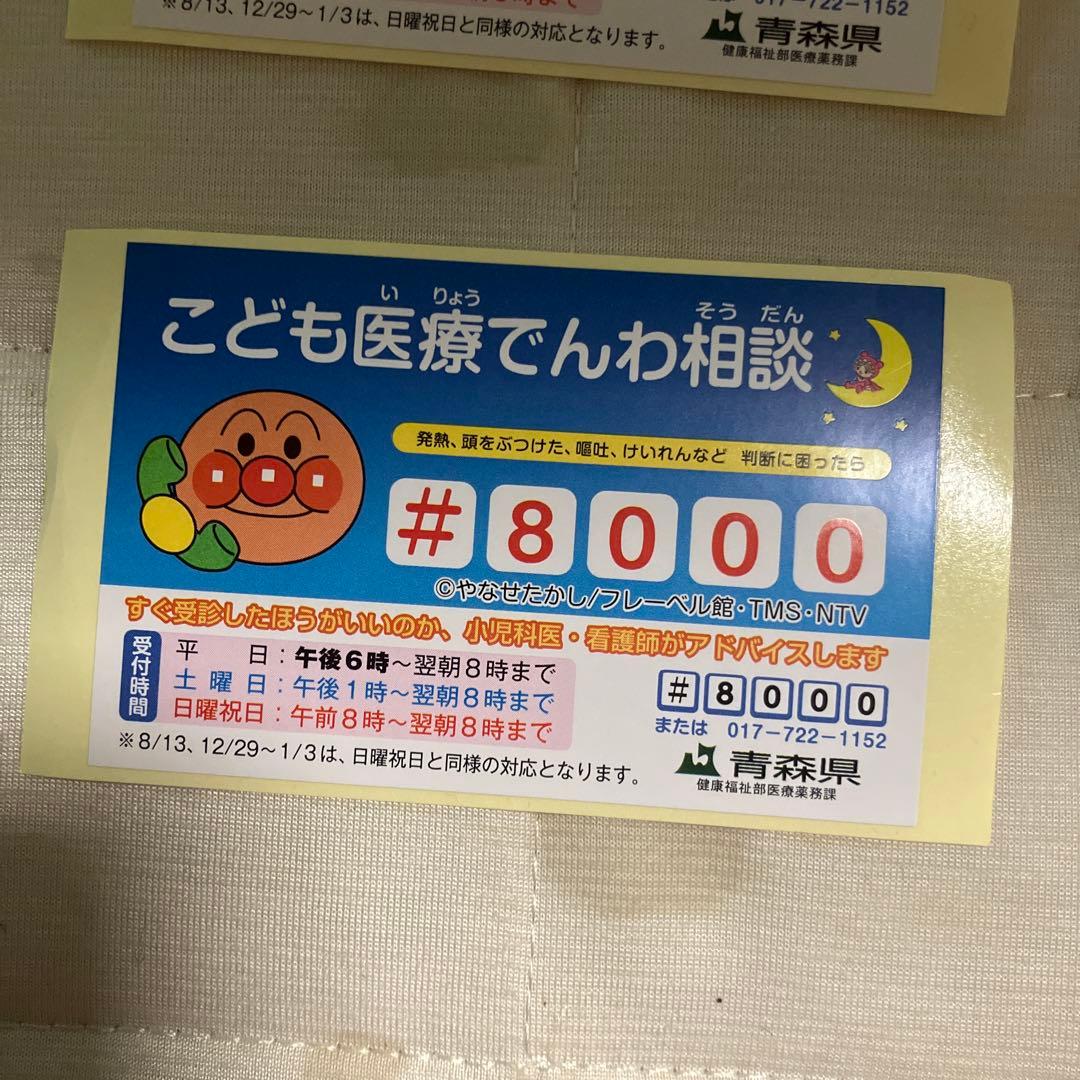 ※8/13、12/29～1/3は、日曜祝日と同様の対応となります。
017-722-1152
青森県
健康福祉部医療薬務課
いりょう そうだん
こども医療でんわ相談
発熱、頭をぶつけた、嘔吐、けいれんなど 判断に困ったら
#8000
©やなせたかし/フレーベル館・TMS・NTV
すぐ受診したほうがいいのか、小児科医・看護師がアドバイスします
受付時間
平日：午後6時～翌朝8時まで
土曜日：午後1時～翌朝8時まで
日曜祝日：午前8時～翌朝8時まで
※8/13、12/29～1/3は、日曜祝日と同様の対応となります。
#8000
または 017-722-1152
青森県
健康福祉部医療薬務課